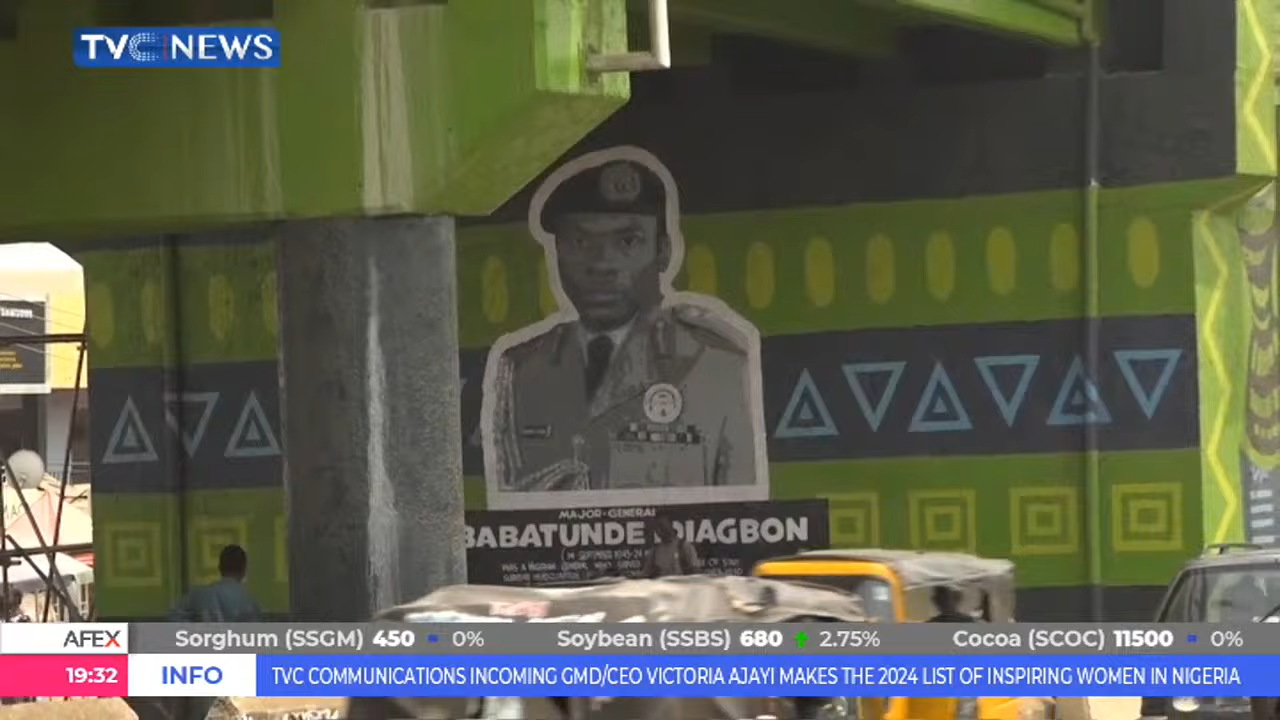 TVC NEWS
MAJOR-GENERAL
BABATUNDE IDIAGBON
AFEX Sorghum (SSGM) 450 0% Soybean (SSBS) 680 2.75% Cocoa (SCOC) 11500 0%
19:32 INFO TVC COMMUNICATIONS INCOMING GMD/CEO VICTORIA AJAYI MAKES THE 2024 LIST OF INSPIRING WOMEN IN NIGERIA